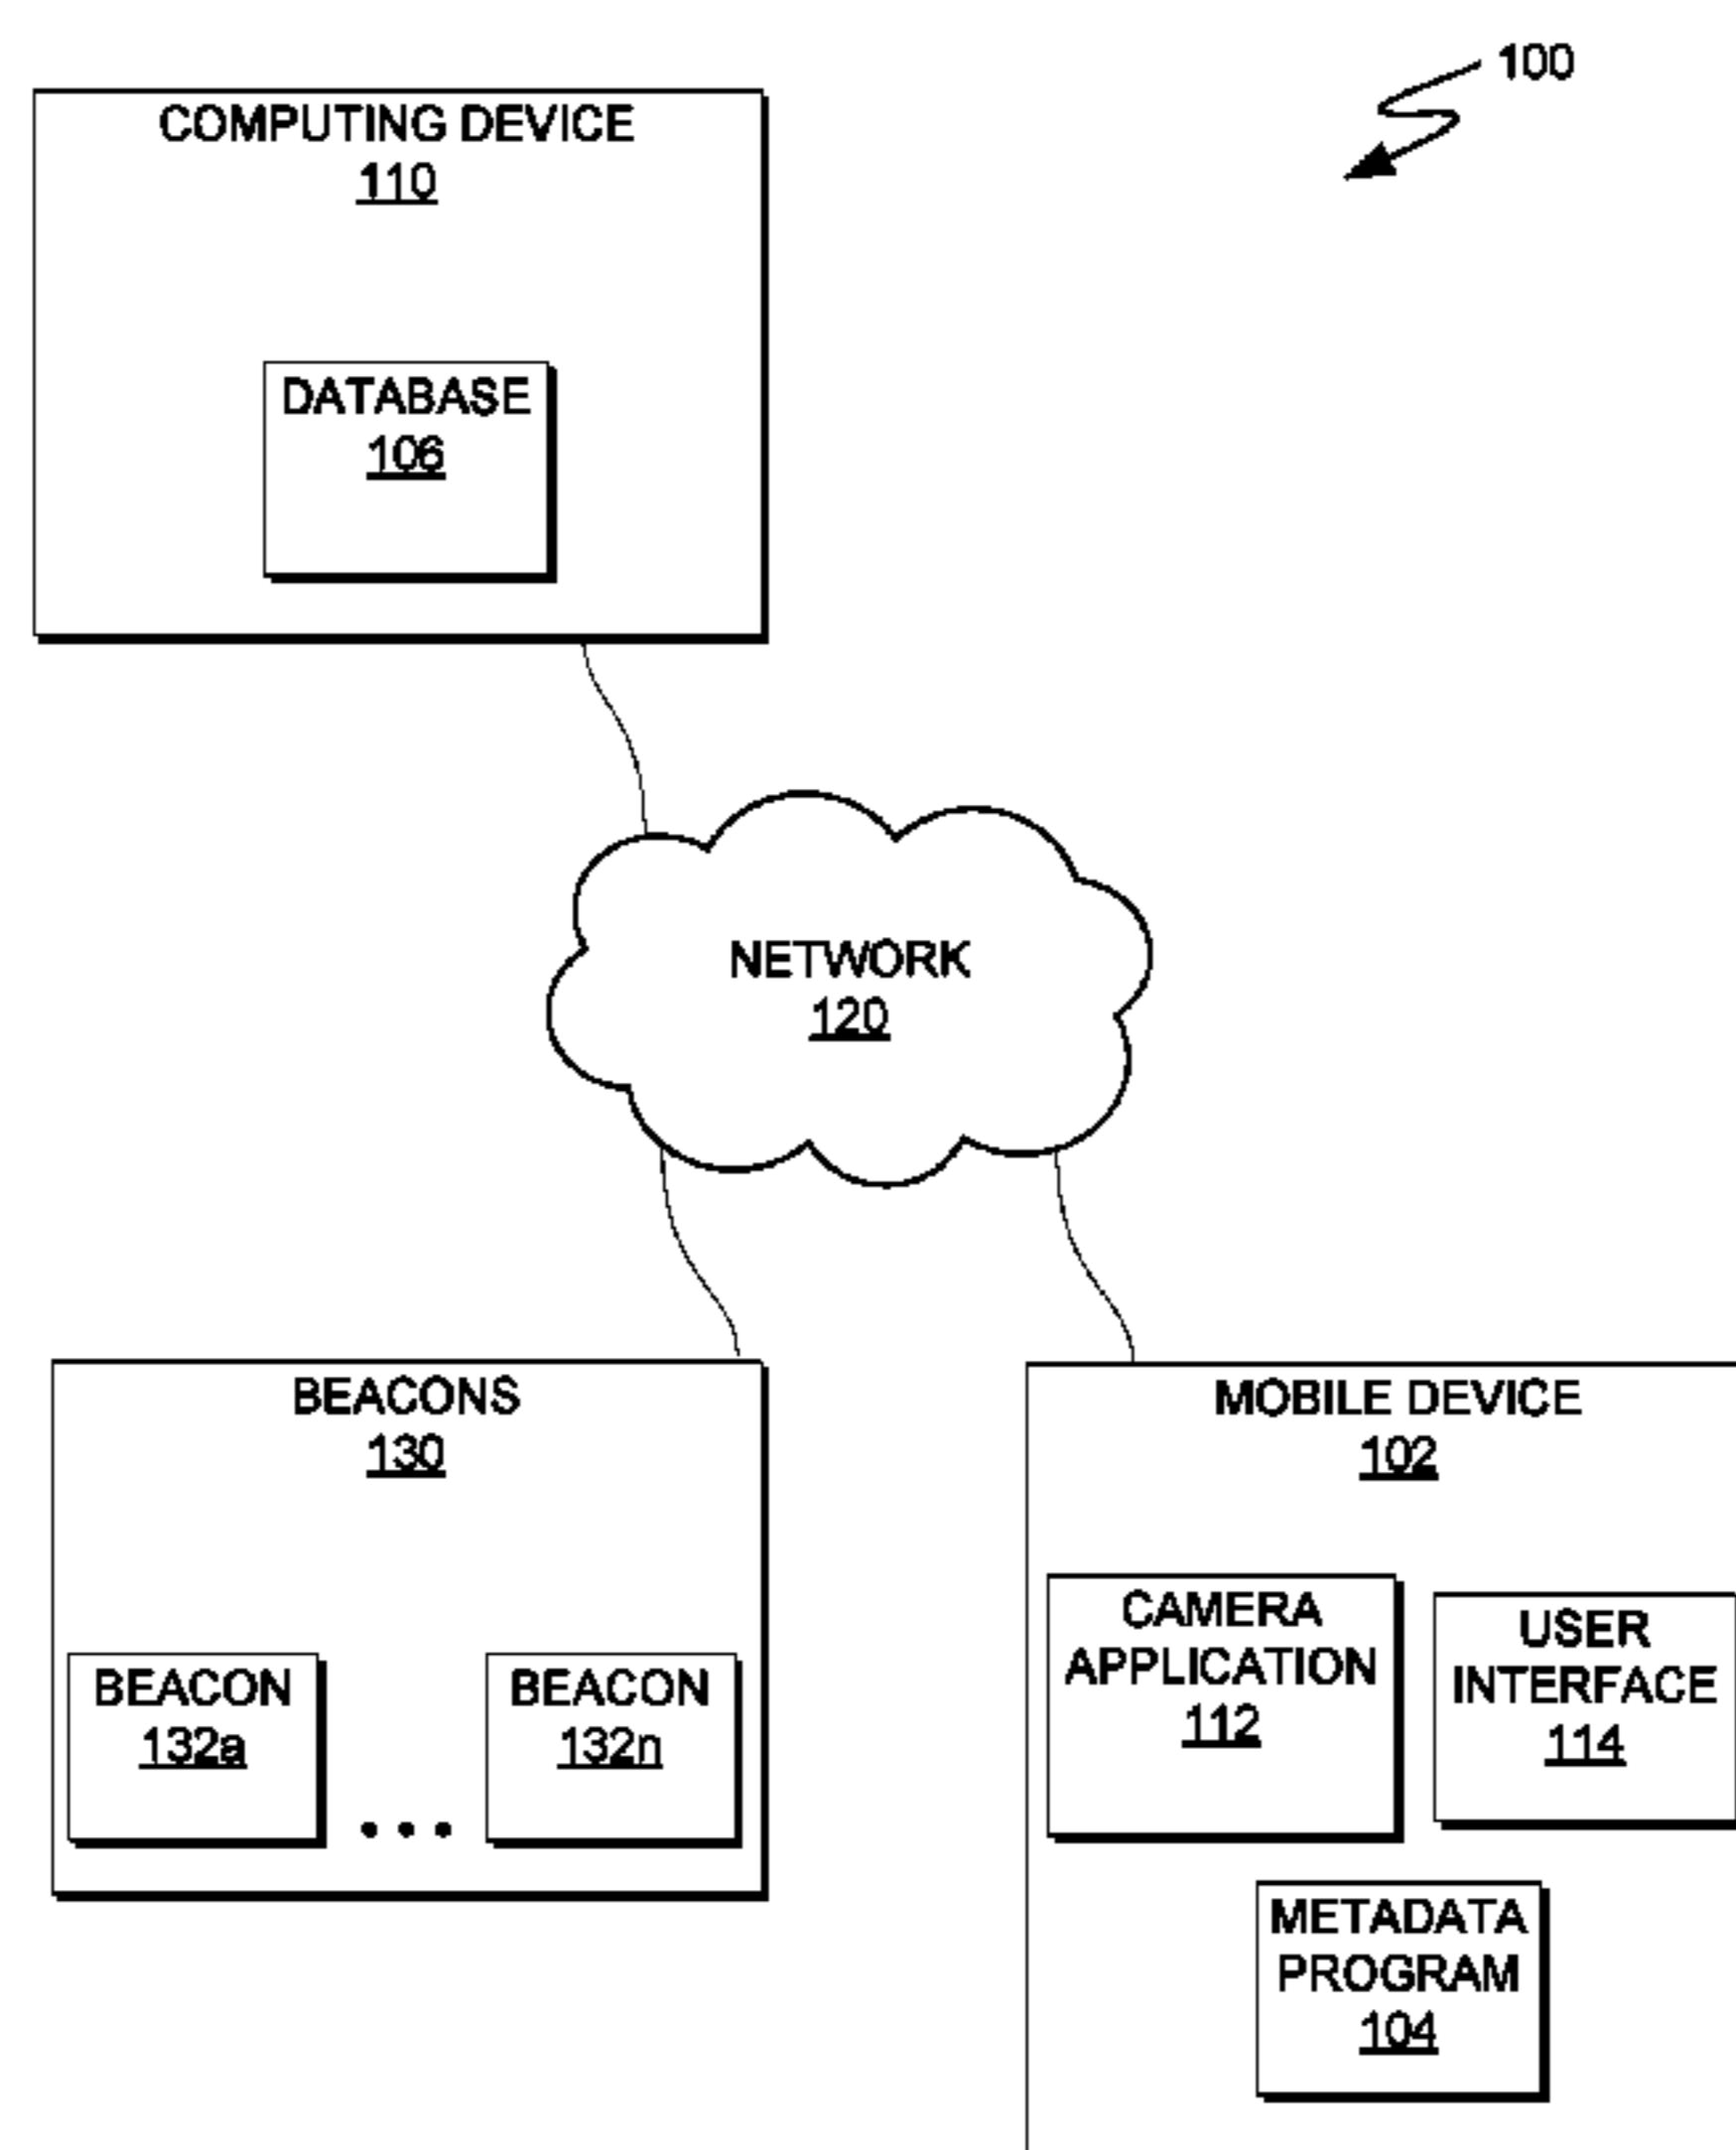 100
COMPUTING DEVICE
110
DATABASE
106
NETWORK
120
BEACONS
130
BEACON
132a
BEACON
132n
MOBILE DEVICE
102
CAMERA
APPLICATION
112
USER
INTERFACE
114
METADATA
PROGRAM
104